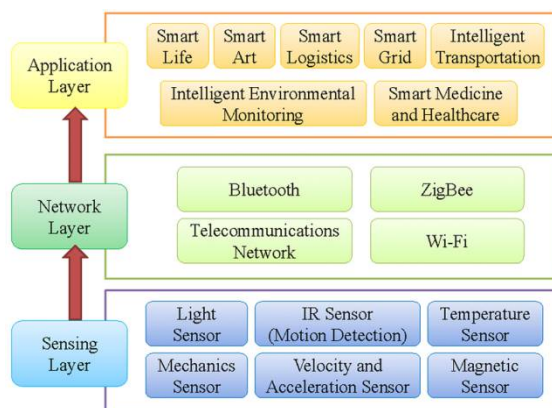 Application
Layer
Smart
Life
Smart
Art
Smart
Logistics
Smart
Grid
Intelligent
Transportation
Intelligent Environmental
Monitoring
Smart Medicine
and Healthcare
Network
Layer
Bluetooth
ZigBee
Telecommunications
Network
Wi-Fi
Sensing
Layer
Light
Sensor
IR Sensor
(Motion Detection)
Temperature
Sensor
Mechanics
Sensor
Velocity and
Acceleration Sensor
Magnetic
Sensor